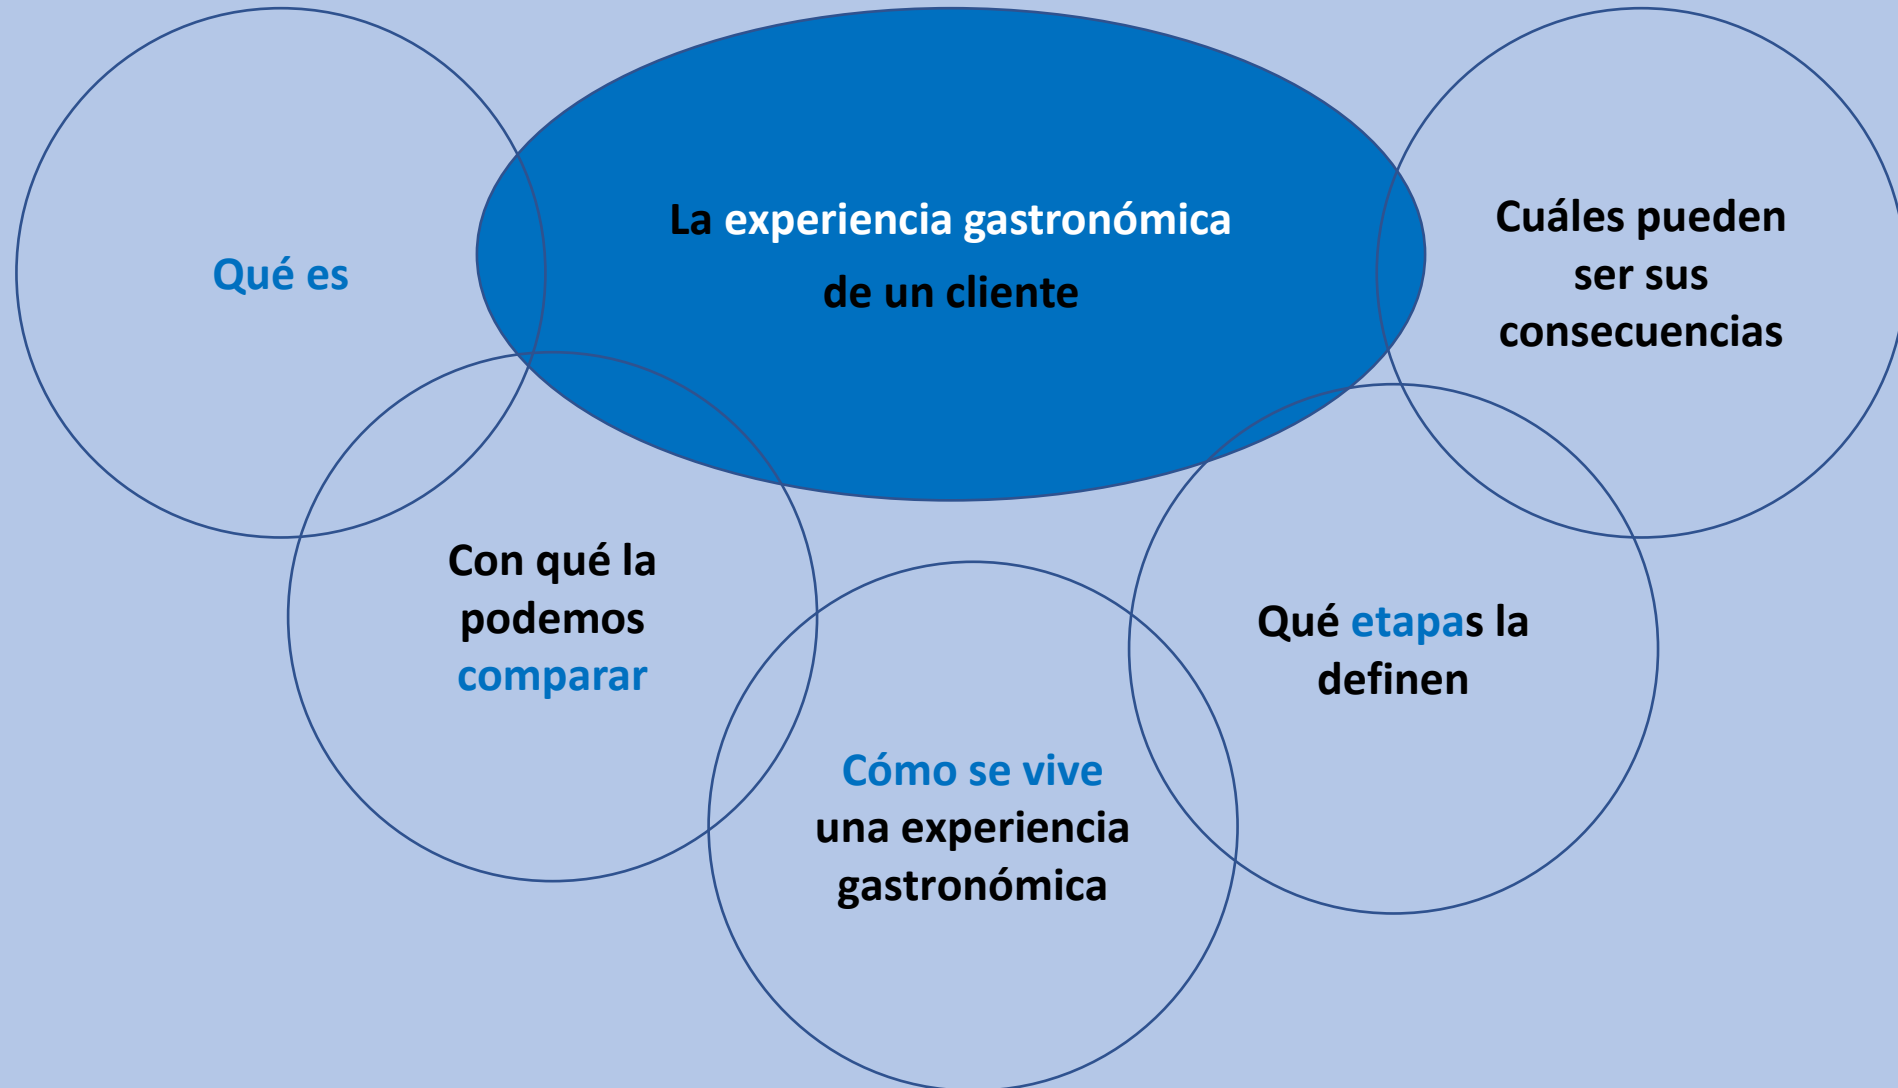 La experiencia gastronómica
de un cliente
Qué es
Con qué la
podemos
comparar
Cómo se vive
una experiencia
gastronómica
Qué etapas la
definen
Cuáles pueden
ser sus
consecuencias